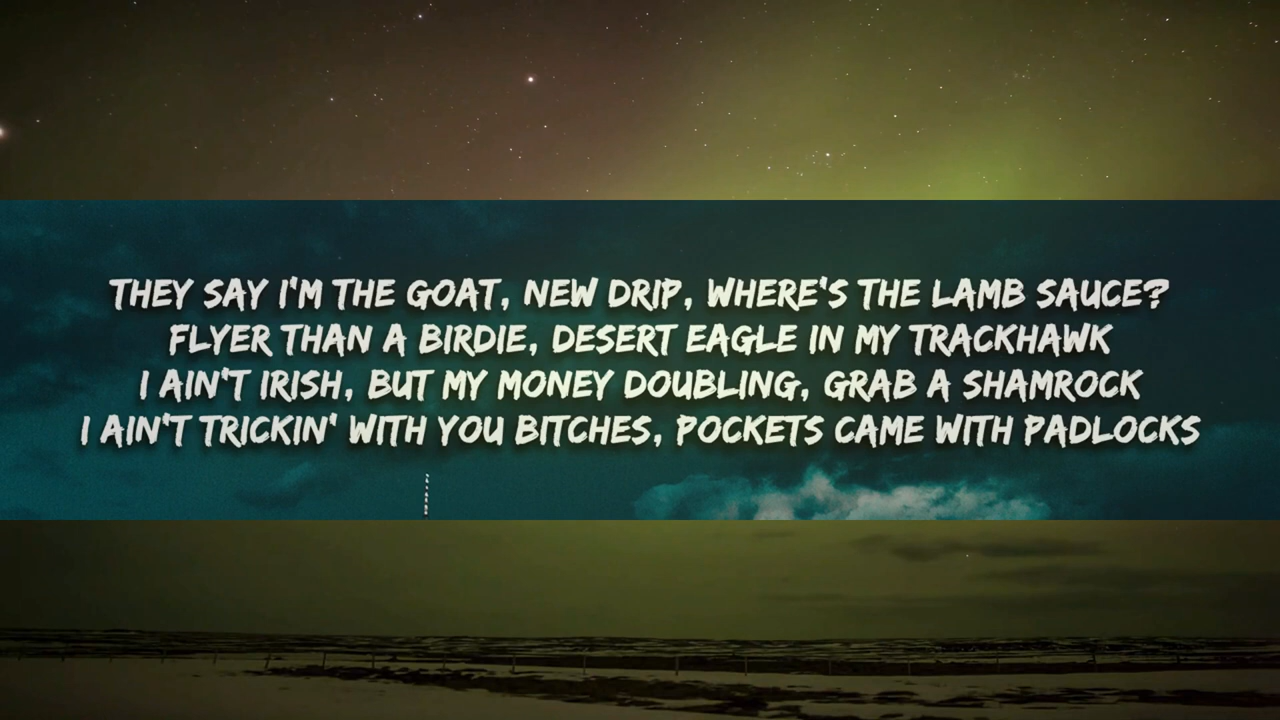 THEY SAY I'M THE GOAT, NEW DRIP, WHERE'S THE LAMB SAUCE?
FLYER THAN A BIRDIE, DESERT EAGLE IN MY TRACKHAWK
I AIN'T IRISH, BUT MY MONEY DOUBLING, GRAB A SHAMROCK
I AIN'T TRICKIN' WITH YOU BITCHES, POCKETS CAME WITH PADLOCKS